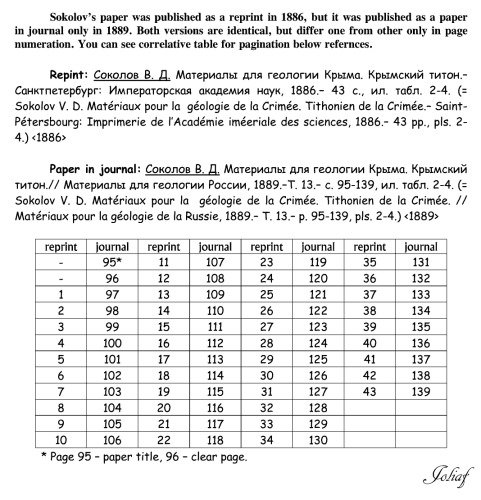 Sokolov's paper was published as a reprint in 1886, but it was published as a paper
in journal only in 1889. Both versions are identical, but differ one from other only in page
numeration. You can see correlative table for pagination below refernces.
Repint: Соколов В. Д. Материалы для геологии Крыма. Крымский титон.–
Санктпетербург: Императорская академия наук, 1886.– 43 с., ил. табл. 2-4. (=
Sokolov V. D. Matériaux pour la géologie de la Crimée. Tithonien de la Crimée.– Saint-
Pétersbourg: Imprimerie de l'Académie iméeriale des sciences, 1886.– 43 pp., pls. 2-
4.) <1886>
Paper in journal: Соколов В. Д. Материалы для геологии Крыма. Крымский
титон.// Материалы для геологии России, 1889.–Т. 13.– с. 95-139, ил. табл. 2-4. (=
Sokolov V. D. Matériaux pour la géologie de la Crimée. Tithonien de la Crimée. //
Matériaux pour la géologie de la Russie, 1889.– T. 13.– p. 95-139, pls. 2-4.) <1889>
reprint journal reprint journal reprint journal reprint journal
- 95* 11 107 23 119 35 131
- 96 12 108 24 120 36 132
1 97 13 109 25 121 37 133
2 98 14 110 26 122 38 134
3 99 15 111 27 123 39 135
4 100 16 112 28 124 40 136
5 101 17 113 29 125 41 137
6 102 18 114 30 126 42 138
7 103 19 115 31 127 43 139
8 104 20 116 32 128
9 105 21 117 33 129
10 106 22 118 34 130
* Page 95 – paper title, 96 – clear page.
Joliaf